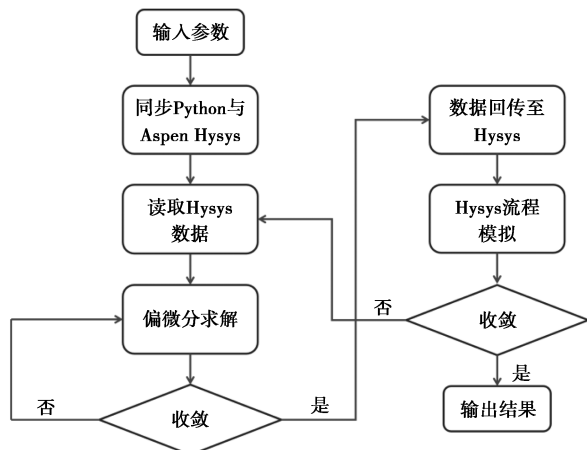 输入参数
同步Python与
Aspen Hysys
读取Hysys
数据
偏微分求解
收敛
否
是
数据回传至
Hysys
Hysys流程
模拟
收敛
否
是
输出结果